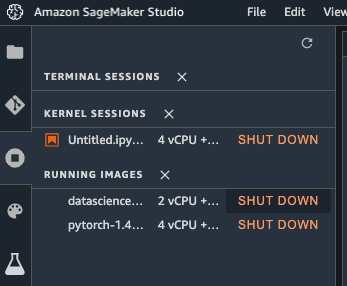 Amazon SageMaker Studio File Edit View
TERMINAL SESSIONS
KERNEL SESSIONS
Untitled.ipy... 4 vCPU +... SHUT DOWN
RUNNING IMAGES
datascience... 2 vCPU +... SHUT DOWN
pytorch-1.4... 4 vCPU +... SHUT DOWN